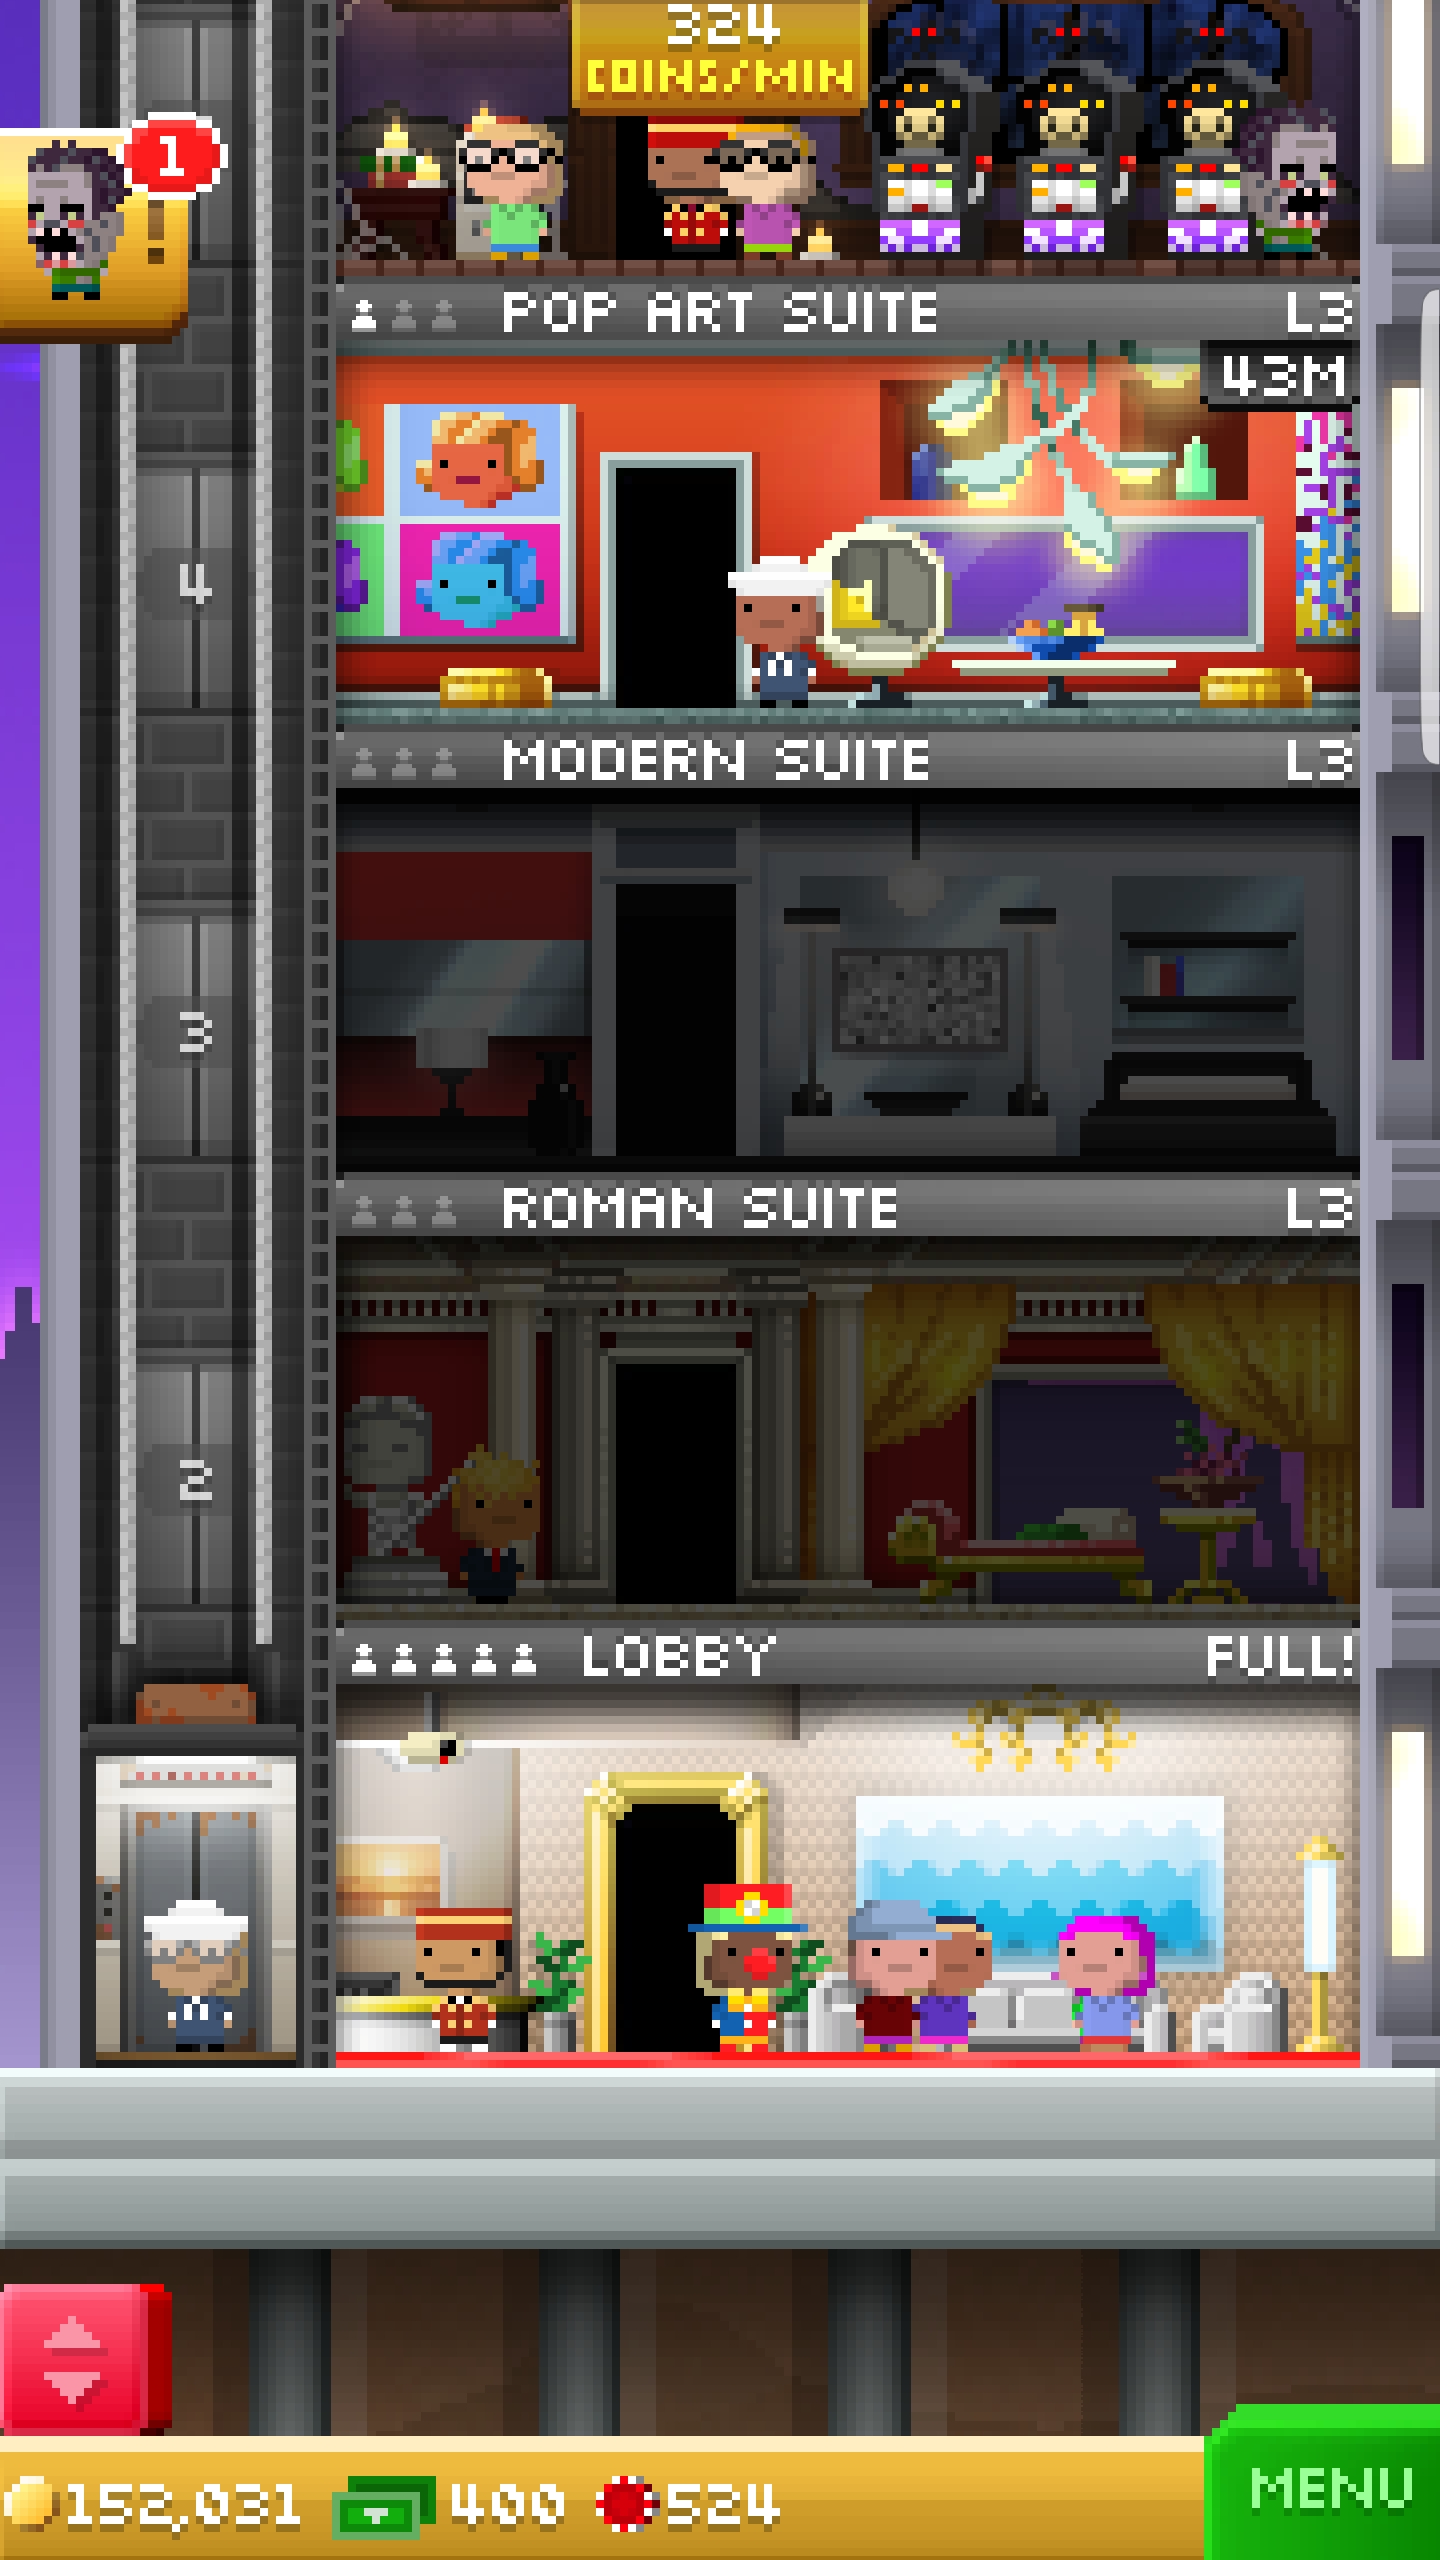 324
COINS/MIN
1
!
POP ART SUITE L3
43M
4
MODERN SUITE L3
3
ROMAN SUITE L3
2
LOBBY FULL!
152,031 400 524
MENU